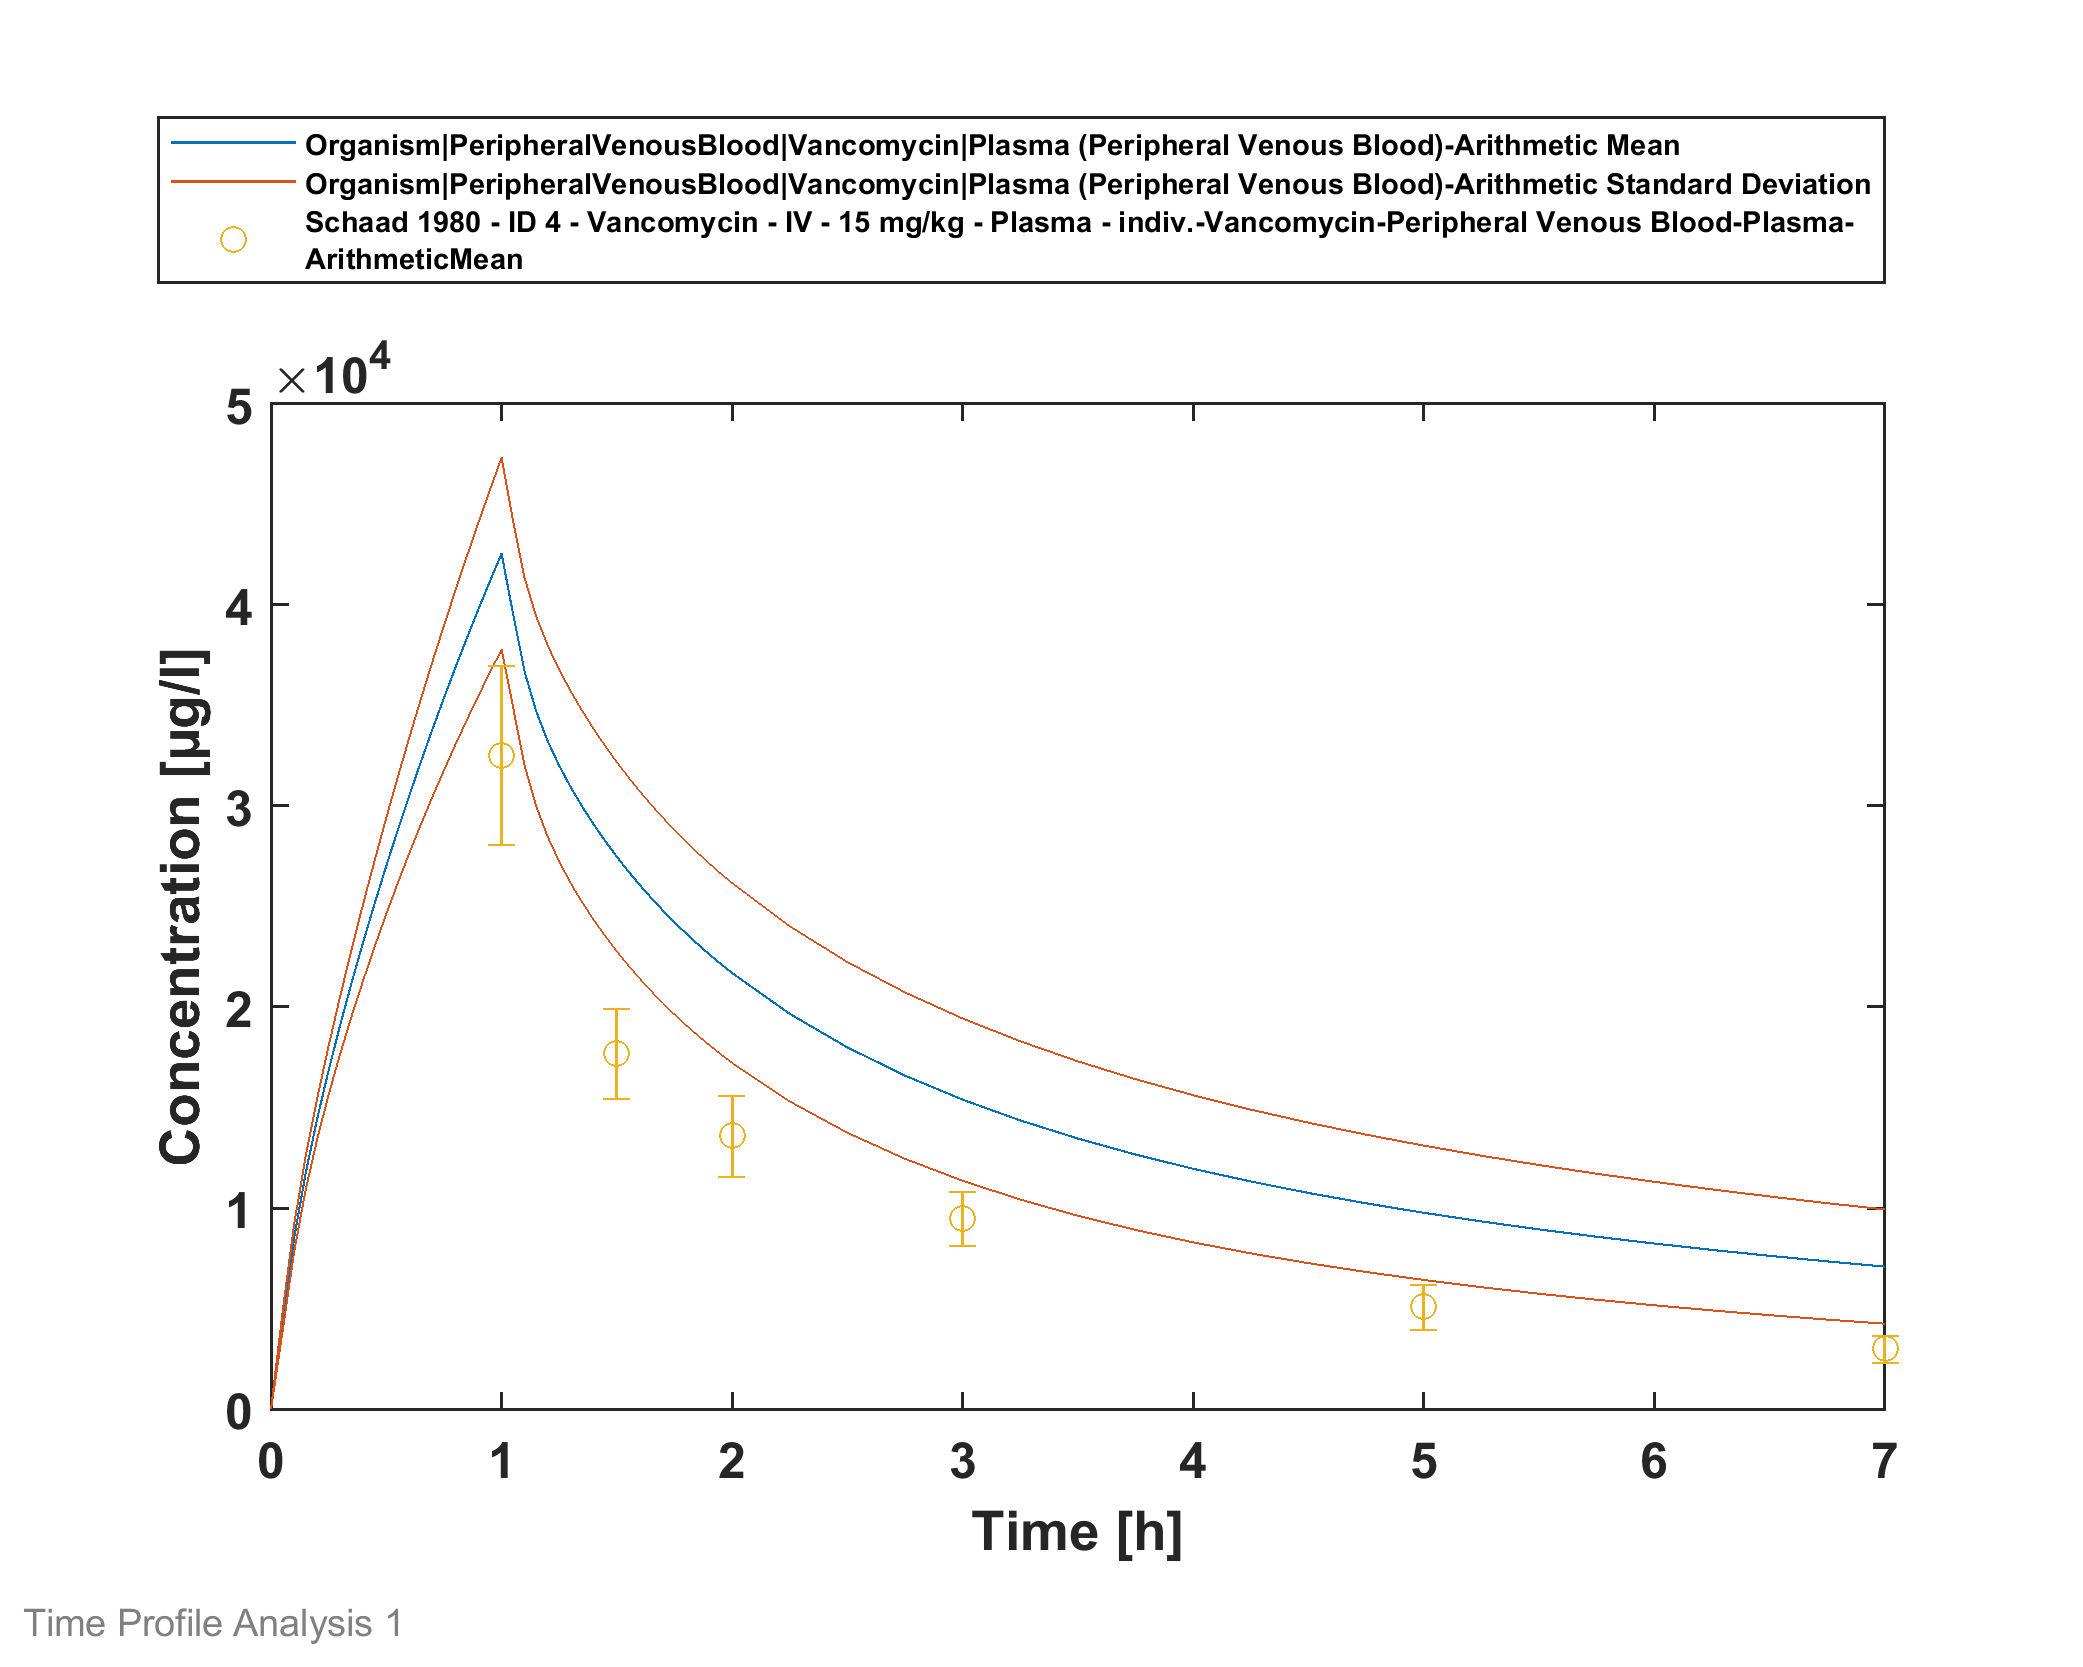 Organism|PeripheralVenousBlood|Vancomycin|Plasma (Peripheral Venous Blood)-Arithmetic Mean
Organism|PeripheralVenousBlood|Vancomycin|Plasma (Peripheral Venous Blood)-Arithmetic Standard Deviation
Schaad 1980 - ID 4 - Vancomycin - IV - 15 mg/kg - Plasma - indiv.-Vancomycin-Peripheral Venous Blood-Plasma-
ArithmeticMean
×10⁴
5
4
3
2
1
0
Concentration [µg/l]
0 1 2 3 4 5 6 7
Time [h]
Time Profile Analysis 1